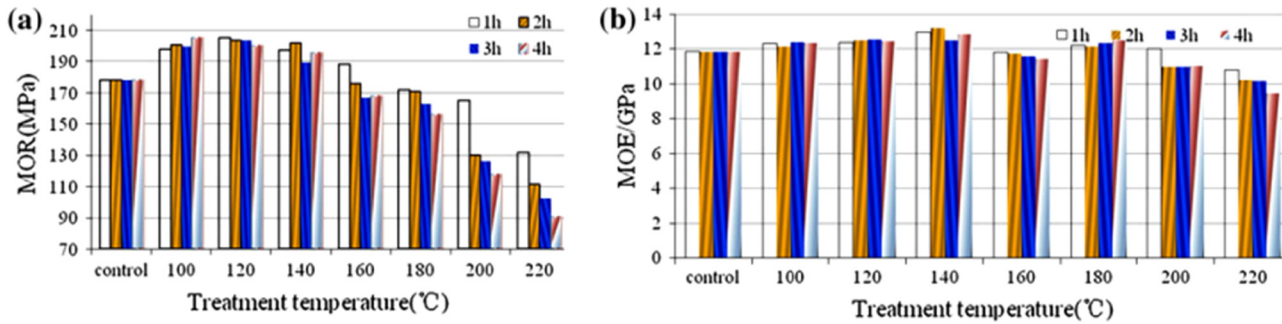 (a)
1h 2h
3h 4h
MOR(MPa)
210
190
170
150
130
110
90
70
control 100 120 140 160 180 200 220
Treatment temperature(℃)
(b)
1h 2h 3h 4h
MOE/GPa
14
12
10
8
6
4
2
0
control 100 120 140 160 180 200 220
Treatment temperature(℃)